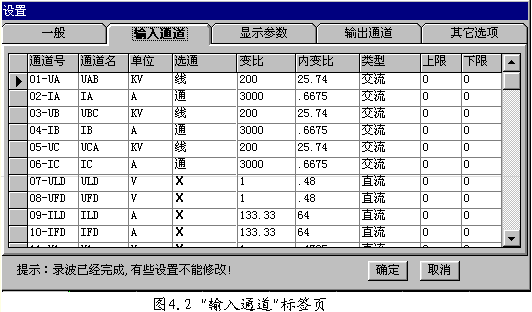 设置
一般 输入通道 显示参数 输出通道 其它选项
通道号 通道名 单位 选通 变比 内变比 类型 上限 下限
01-UA UAB KV 线 200 25.74 交流 0 0
02-IA IA A 通 3000 .6675 交流 0 0
03-UB UBC KV 线 200 25.74 交流 0 0
04-IB IB A 通 3000 .6675 交流 0 0
05-UC UCA KV 线 200 25.74 交流 0 0
06-IC IC A 通 3000 .6675 交流 0 0
07-ULD ULD V X 1 .48 直流 0 0
08-UFD UFD V X 1 .48 直流 0 0
09-ILD ILD A X 133.33 64 直流 0 0
10-IFD IFD A X 133.33 64 直流 0 0
提示：录波已经完成，有些设置不能修改！ 确定 取消
图4.2 "输入通道"标签页